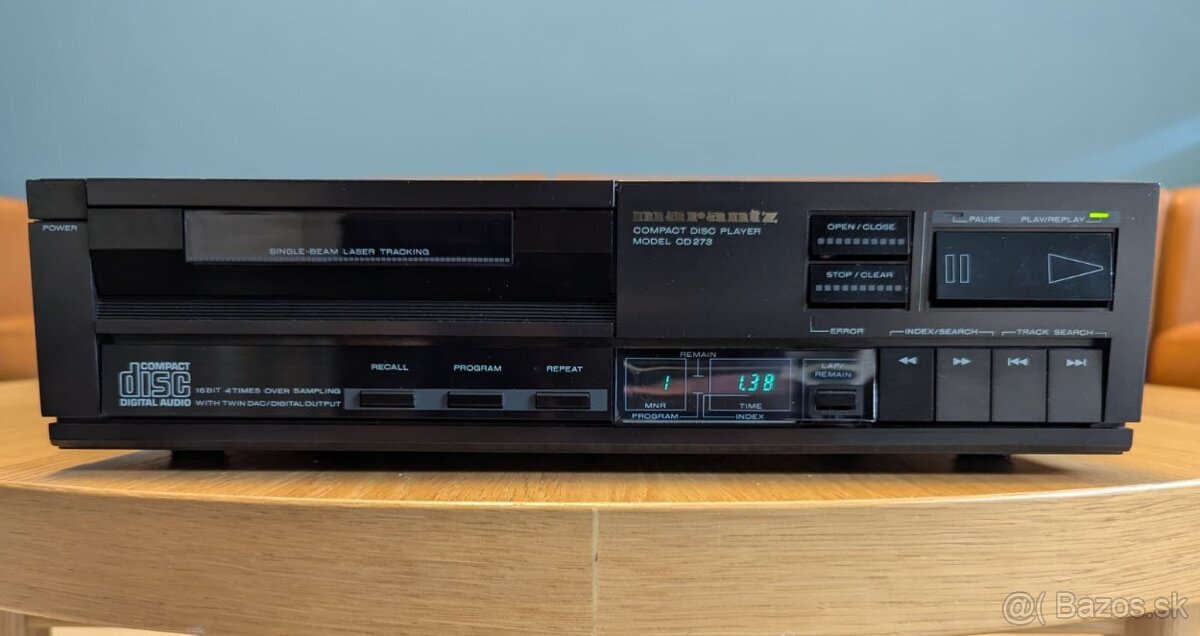 POWER
SINGLE-BEAM LASER TRACKING
marantz
COMPACT DISC PLAYER
MODEL CD273
OPEN / CLOSE
STOP / CLEAR
PAUSE
PLAY/REPLAY
ERROR
INDEX/SEARCH
TRACK SEARCH
COMPACT
disc
DIGITAL AUDIO
16BIT 4TIMES OVER SAMPLING
WITH TWIN DAC/DIGITAL OUTPUT
RECALL
PROGRAM
REPEAT
REMAIN
1
1.38
MNR
TIME
PROGRAM
INDEX
LAP/
REMAIN
@( Bazos.sk